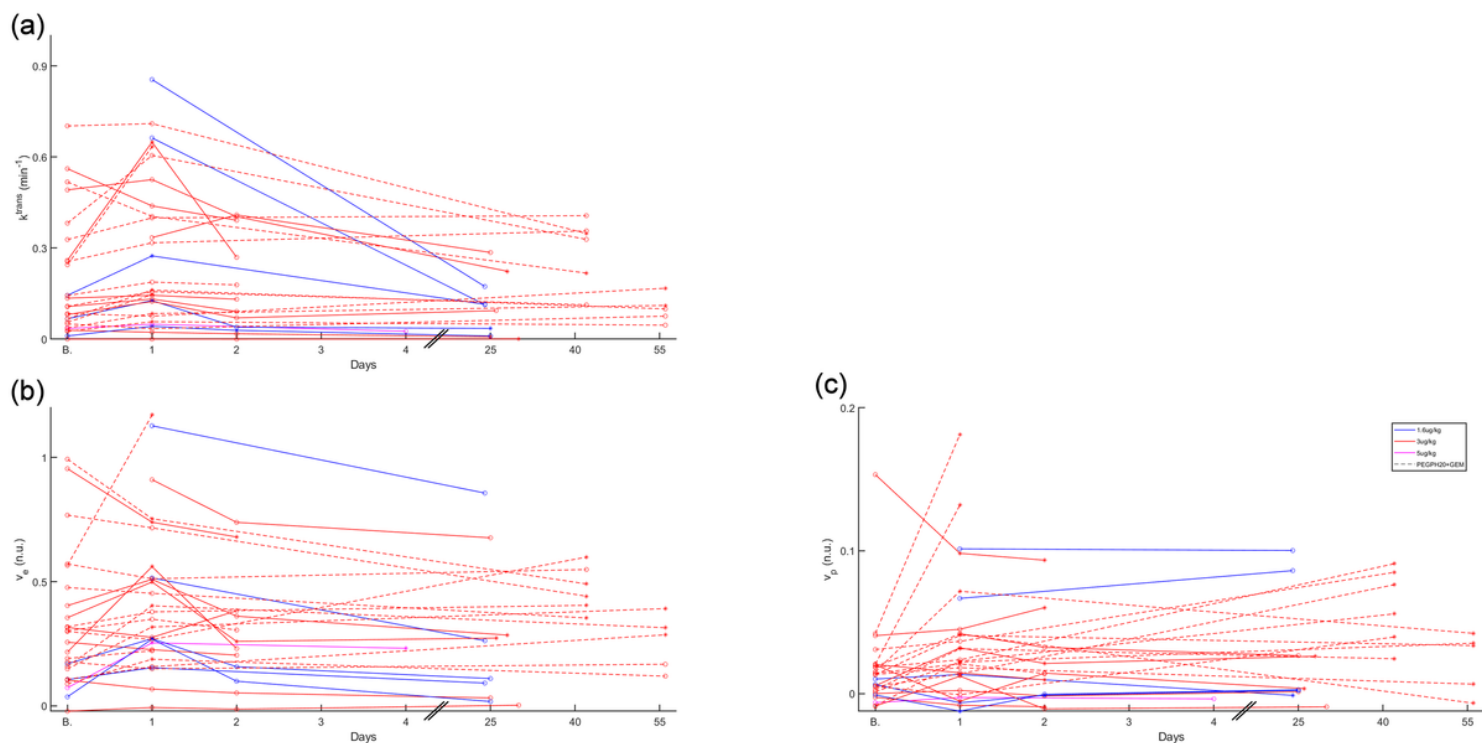 (a)
0.9
0.6
0.3
0
k^trans (min^-1)
B. 1 2 3 4 25 40 55
Days
(b)
1
0.5
0
v_e (n.u.)
B. 1 2 3 4 25 40 55
Days
(c)
0.2
0.1
0
v_p (n.u.)
1.6ug/kg
3ug/kg
5ug/kg
PEGPH20+GEM
B. 1 2 3 4 25 40 55
Days